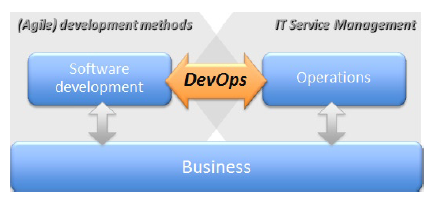 (Agile) development methods
IT Service Management
Software
development
DevOps
Operations
Business